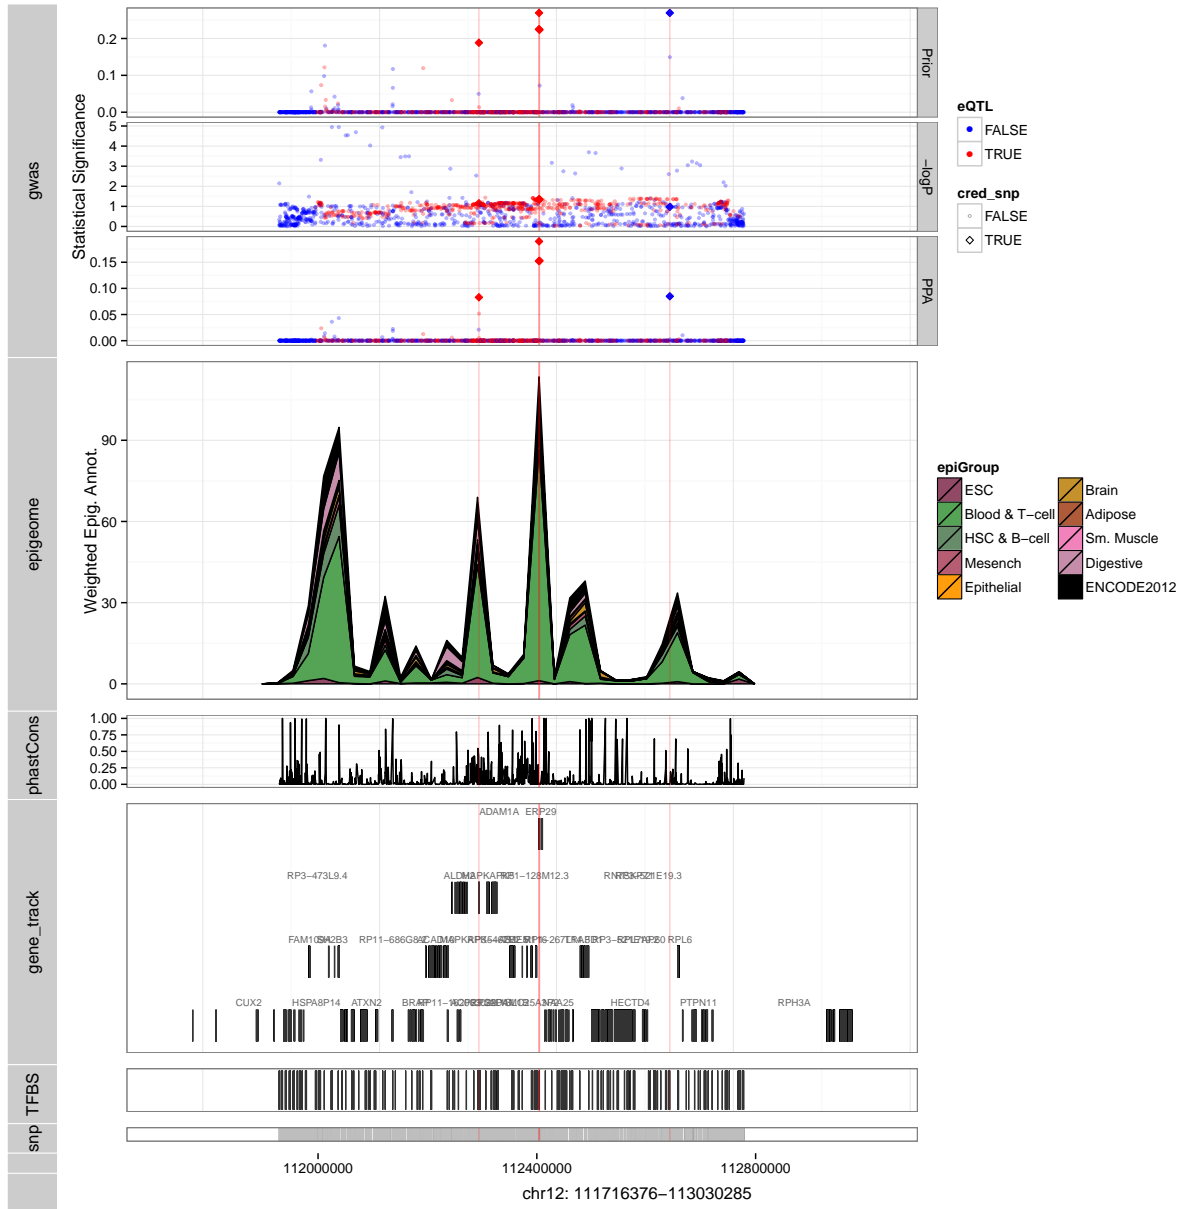 gwas
Statistical Significance
0.2
0.1
0.0
Prior
5
4
3
2
1
0
−logP
0.15
0.10
0.05
0.00
PPA
eQTL
FALSE
TRUE
cred_snp
FALSE
TRUE
epigeome
Weighted Epig. Annot.
90
60
30
0
epiGroup
ESC
Blood & T−cell
HSC & B−cell
Mesench
Epithelial
Brain
Adipose
Sm. Muscle
Digestive
ENCODE2012
phastCons
1.00
0.75
0.50
0.25
0.00
gene_track
ADAM1A ERP29
RP3−473L9.4
FAM109A
SH2B3 RP11−686G8.2
RPL6
CUX2 HSPA8P14 ATXN2
NAA25 HECTD4 PTPN11 RPH3A
TFBS
snp
112000000 112400000 112800000
chr12: 111716376−113030285